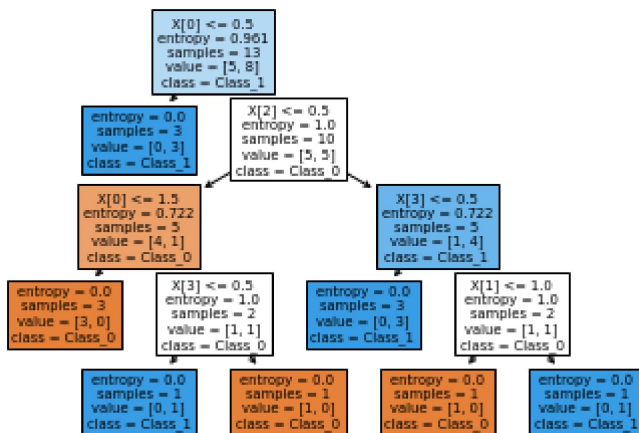 X[0] <= 0.5
entropy = 0.961
samples = 13
value = [5, 8]
class = Class_1
entropy = 0.0
samples = 3
value = [0, 3]
class = Class_1
X[2] <= 0.5
entropy = 1.0
samples = 10
value = [5, 5]
class = Class_0
X[0] <= 1.5
entropy = 0.722
samples = 5
value = [4, 1]
class = Class_0
X[3] <= 0.5
entropy = 0.722
samples = 5
value = [1, 4]
class = Class_1
entropy = 0.0
samples = 3
value = [3, 0]
class = Class_0
X[3] <= 0.5
entropy = 1.0
samples = 2
value = [1, 1]
class = Class_0
entropy = 0.0
samples = 3
value = [0, 3]
class = Class_1
X[1] <= 1.0
entropy = 1.0
samples = 2
value = [1, 1]
class = Class_0
entropy = 0.0
samples = 1
value = [0, 1]
class = Class_1
entropy = 0.0
samples = 1
value = [1, 0]
class = Class_0
entropy = 0.0
samples = 1
value = [1, 0]
class = Class_0
entropy = 0.0
samples = 1
value = [0, 1]
class = Class_1